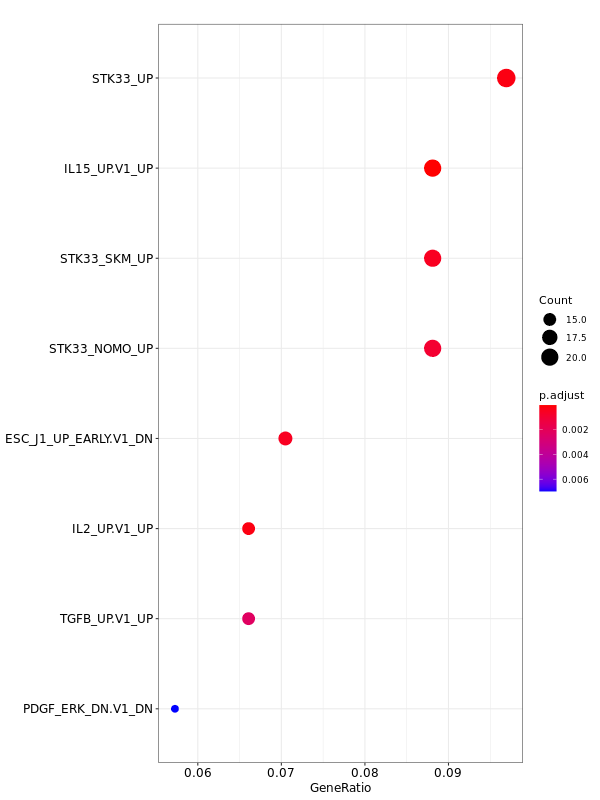 STK33_UP
IL15_UP.V1_UP
STK33_SKM_UP
STK33_NOMO_UP
ESC_J1_UP_EARLY.V1_DN
IL2_UP.V1_UP
TGFB_UP.V1_UP
PDGF_ERK_DN.V1_DN
0.06 0.07 0.08 0.09
GeneRatio
Count
15.0
17.5
20.0
p.adjust
0.002
0.004
0.006